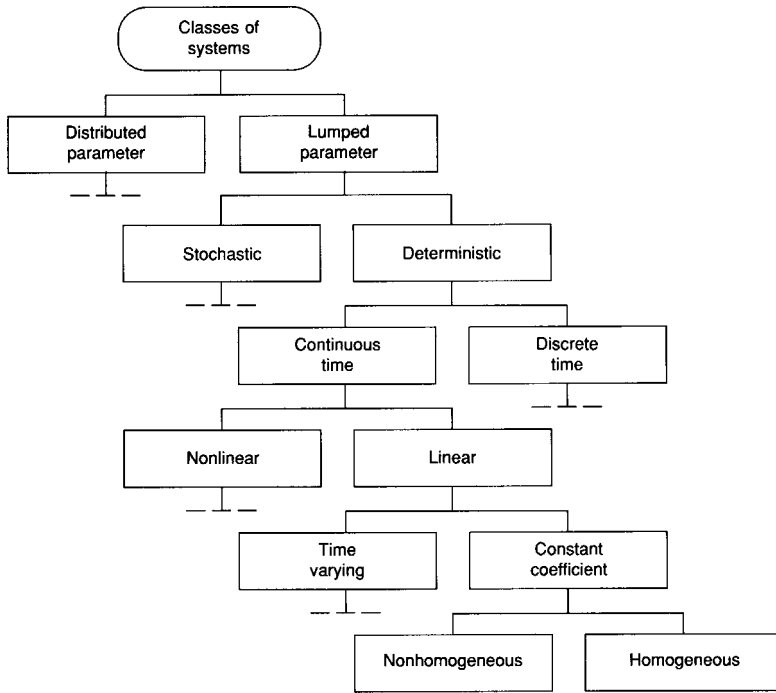 Classes of
systems
Distributed
parameter
Lumped
parameter
Stochastic
Deterministic
Continuous
time
Discrete
time
Nonlinear
Linear
Time
varying
Constant
coefficient
Nonhomogeneous
Homogeneous